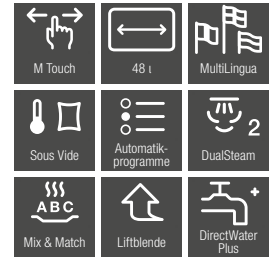 M Touch
48 l
MultiLingua
Sous Vide
Automatik-
programme
2
DualSteam
ABC
Mix & Match
Liftblende
DirectWater
Plus